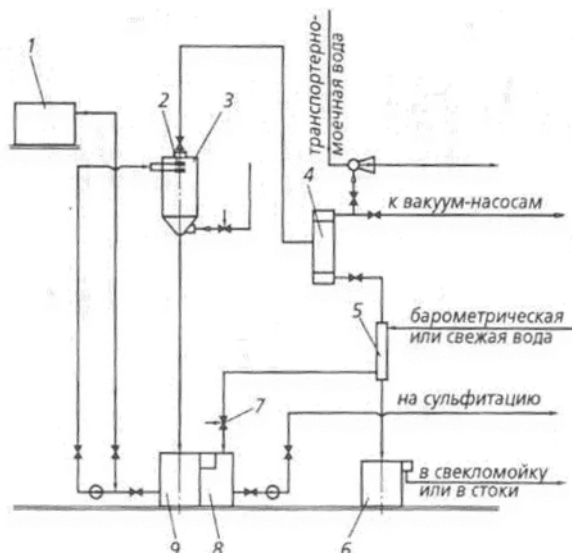 1
2
3
транспортерно-
моечная вода
4
к вакуум-насосам
5
барометрическая
или свежая вода
7
на сульфитацию
в свекломойку
или в стоки
9
8
6